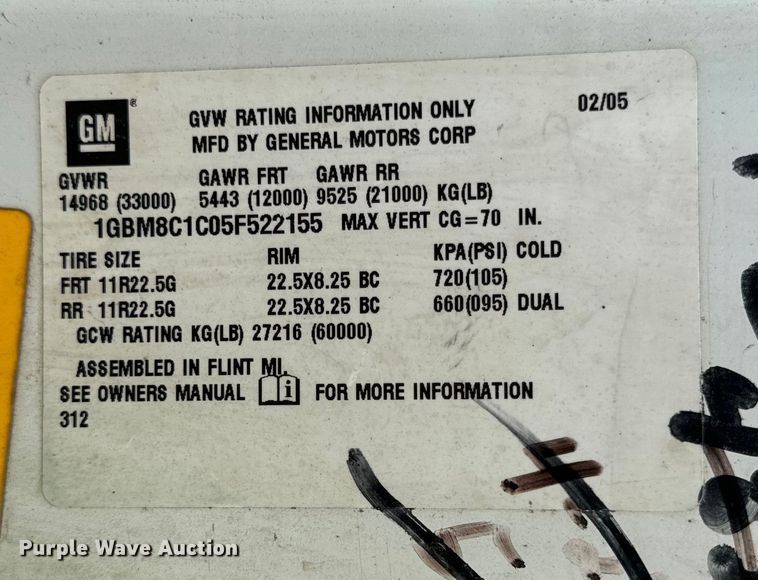 GM®
GVW RATING INFORMATION ONLY 02/05
MFD BY GENERAL MOTORS CORP
GVWR GAWR FRT GAWR RR
14968 (33000) 5443 (12000) 9525 (21000) KG(LB)
1GBM8C1C05F522155 MAX VERT CG=70 IN.
TIRE SIZE RIM KPA(PSI) COLD
FRT 11R22.5G 22.5X8.25 BC 720(105)
RR 11R22.5G 22.5X8.25 BC 660(095) DUAL
GCW RATING KG(LB) 27216 (60000)
ASSEMBLED IN FLINT MI.
SEE OWNERS MANUAL i FOR MORE INFORMATION
312
Purple Wave Auction